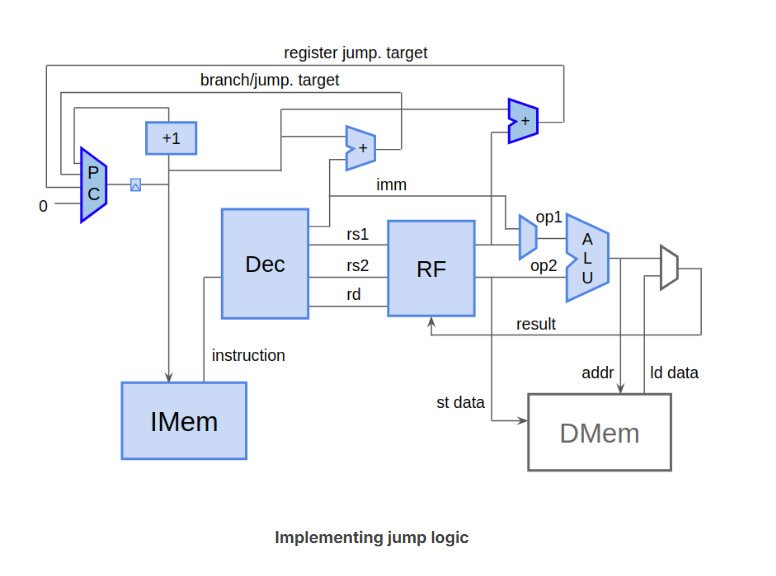 register jump. target
branch/jump. target
+1
+
+
P
C
0
imm
op1
rs1
Dec
RF
rs2
op2
A
L
U
rd
result
instruction
addr
ld data
st data
IMem
DMem
Implementing jump logic